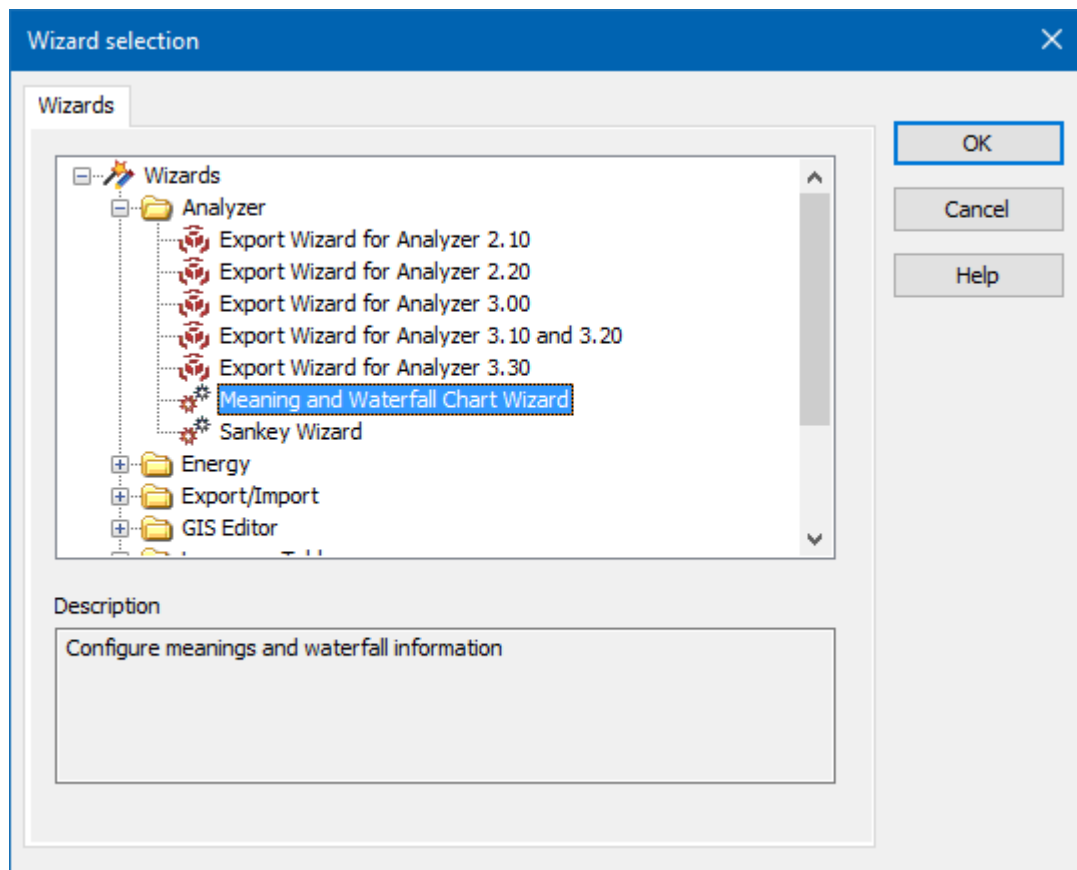 Wizard selection
Wizards
OK
Wizards
Analyzer
Cancel
Export Wizard for Analyzer 2.10
Export Wizard for Analyzer 2.20
Help
Export Wizard for Analyzer 3.00
Export Wizard for Analyzer 3.10 and 3.20
Export Wizard for Analyzer 3.30
Meaning and Waterfall Chart Wizard
Sankey Wizard
Energy
Export/Import
GIS Editor
Description
Configure meanings and waterfall information